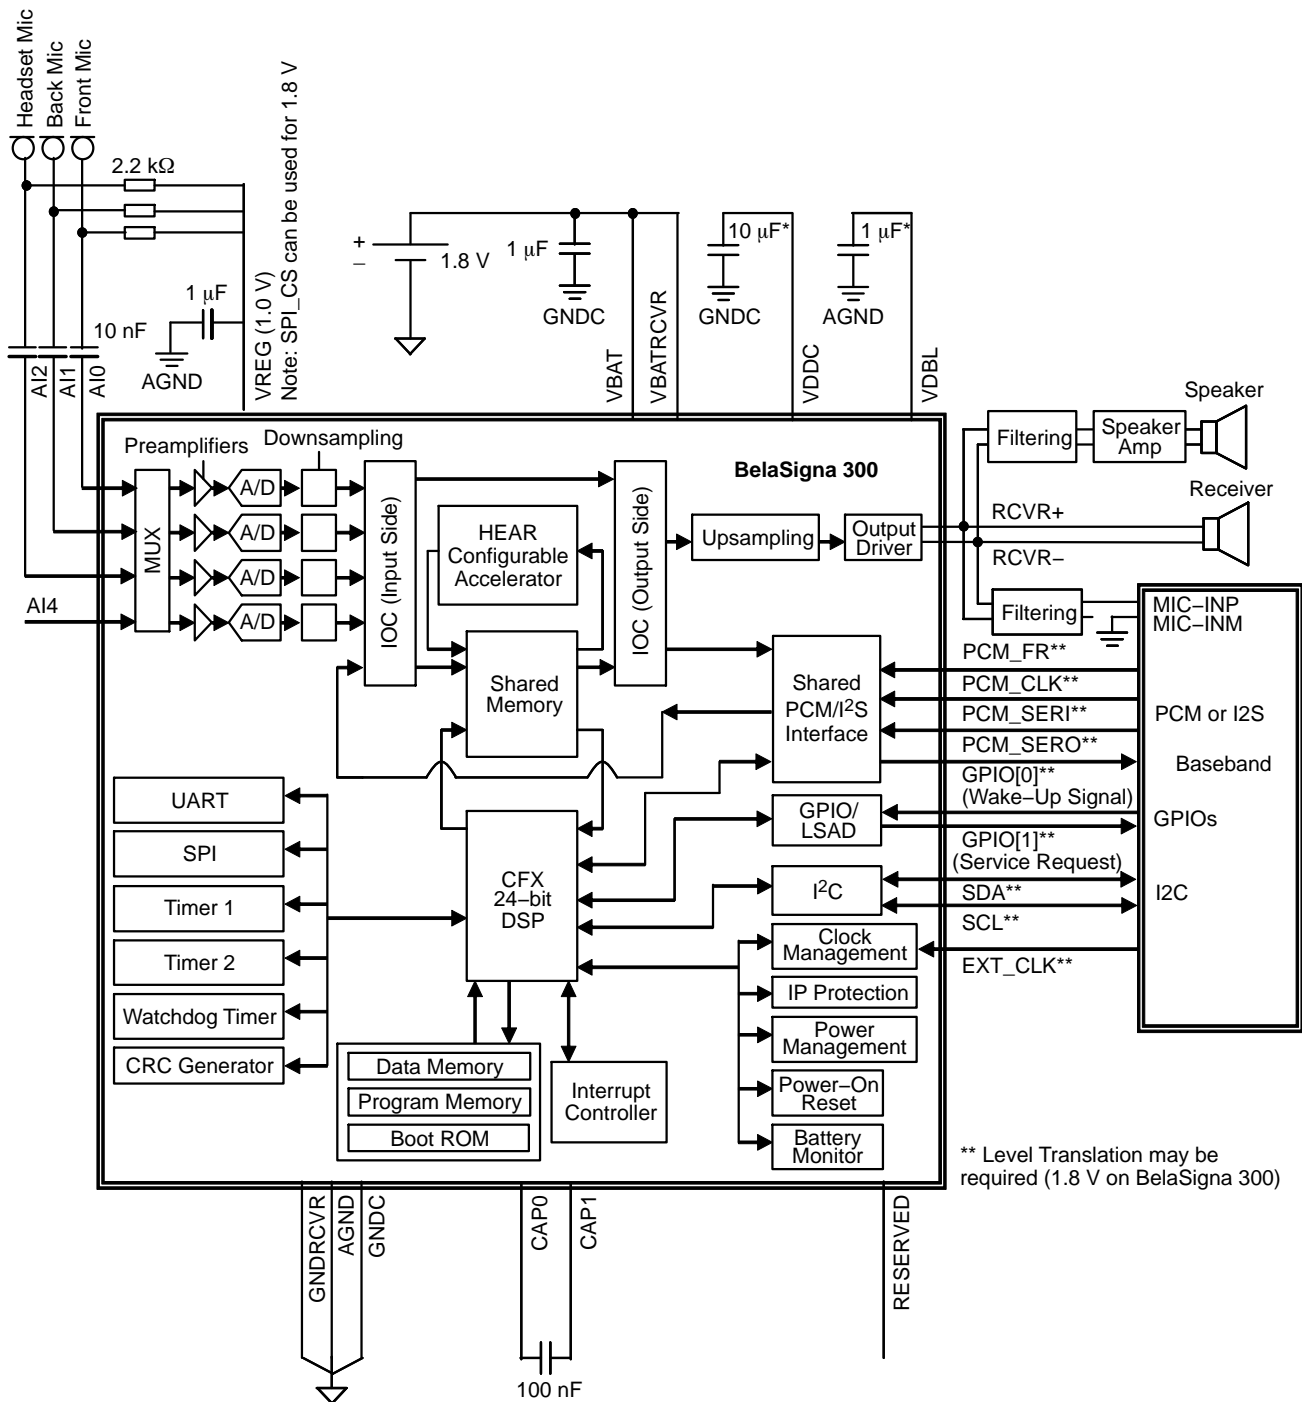 Headset Mic
Back Mic
Front Mic
2.2 kΩ
VREG (1.0 V)
Note: SPI_CS can be used for 1.8 V
1 μF
10 nF
AGND
AI2
AI1
AI0
+
−
1.8 V
1 μF
GNDC
10 μF*
GNDC
1 μF*
AGND
VBAT
VBATRCVR
VDDC
VDBL
Speaker
Filtering
Speaker
Amp
Receiver
Preamplifiers
Downsampling
BelaSigna 300
MUX
A/D
A/D
A/D
A/D
AI4
IOC (Input Side)
HEAR
Configurable
Accelerator
IOC (Output Side)
Upsampling
Output
Driver
RCVR+
RCVR−
Filtering
MIC−INP
MIC−INM
Shared
Memory
Shared
PCM/I2S
Interface
PCM_FR**
PCM_CLK**
PCM_SERI**
PCM_SERO**
PCM or I2S
Baseband
GPIO[0]**
(Wake−Up Signal)
GPIOs
GPIO[1]**
(Service Request)
SDA**
I2C
SCL**
EXT_CLK**
UART
SPI
Timer 1
Timer 2
Watchdog Timer
CRC Generator
CFX
24−bit
DSP
GPIO/
LSAD
I2C
Clock
Management
IP Protection
Power
Management
Power−On
Reset
Battery
Monitor
Data Memory
Program Memory
Boot ROM
Interrupt
Controller
** Level Translation may be
required (1.8 V on BelaSigna 300)
GNDRCVR
AGND
GNDC
CAP0
CAP1
RESERVED
100 nF